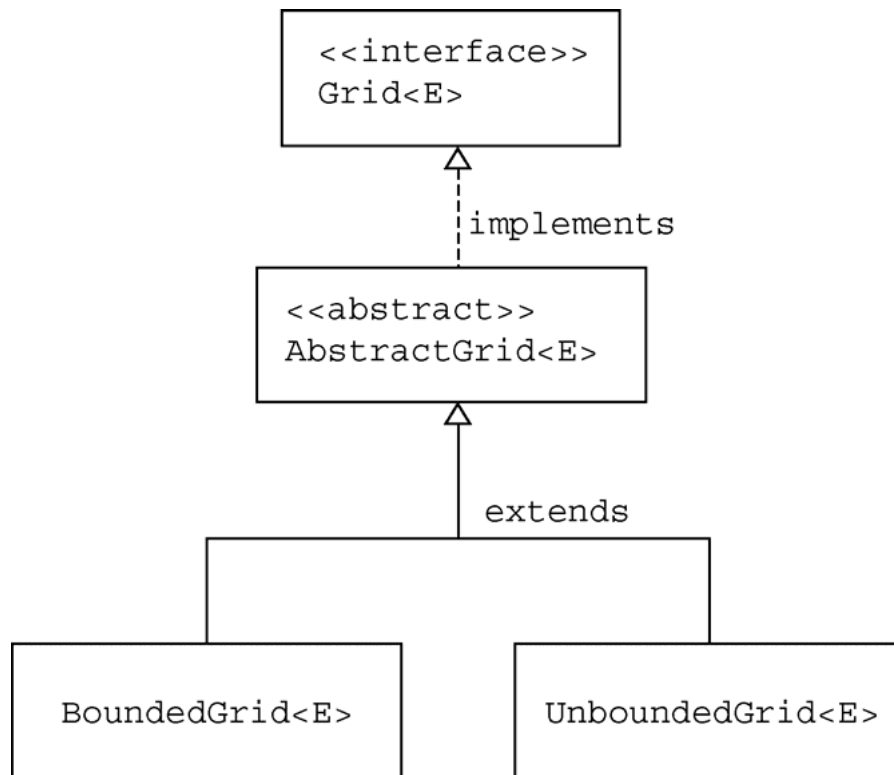 <<interface>>
Grid<E>
implements
<<abstract>>
AbstractGrid<E>
extends
BoundedGrid<E>
UnboundedGrid<E>